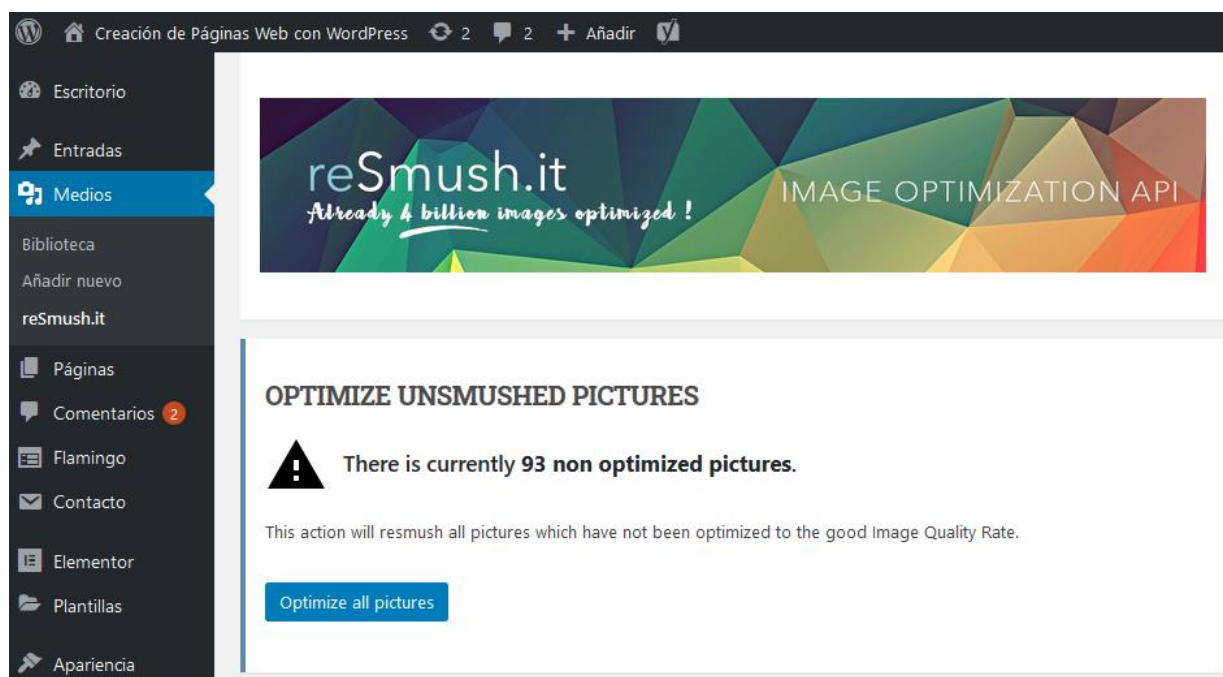 Creación de Páginas Web con WordPress 2 2 + Añadir
Escritorio
Entradas
Medios
Biblioteca
Añadir nuevo
reSmush.it
Páginas
Comentarios 2
Flamingo
Contacto
Elementor
Plantillas
Apariencia
reSmush.it
Already 4 billion images optimized !
IMAGE OPTIMIZATION API
OPTIMIZE UNSMUSHED PICTURES
There is currently 93 non optimized pictures.
This action will resmush all pictures which have not been optimized to the good Image Quality Rate.
Optimize all pictures